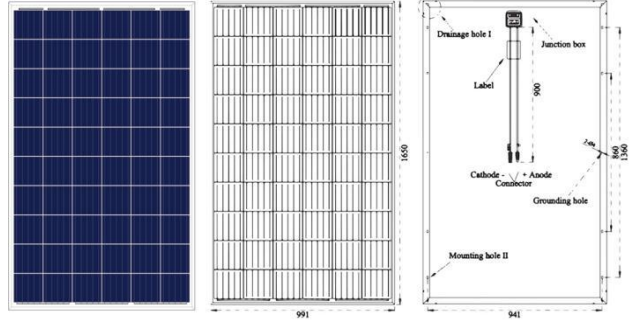 Drainage hole I
Junction box
Label
900
1650
860
1360
Cathode - + Anode
Connector
Grounding hole
Mounting hole II
991
941